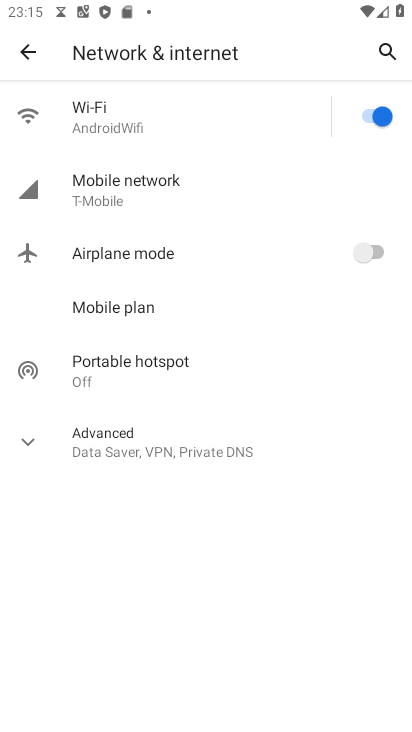 23:15
Network & internet
Wi-Fi
AndroidWifi
Mobile network
T-Mobile
Airplane mode
Mobile plan
Portable hotspot
Off
Advanced
Data Saver, VPN, Private DNS